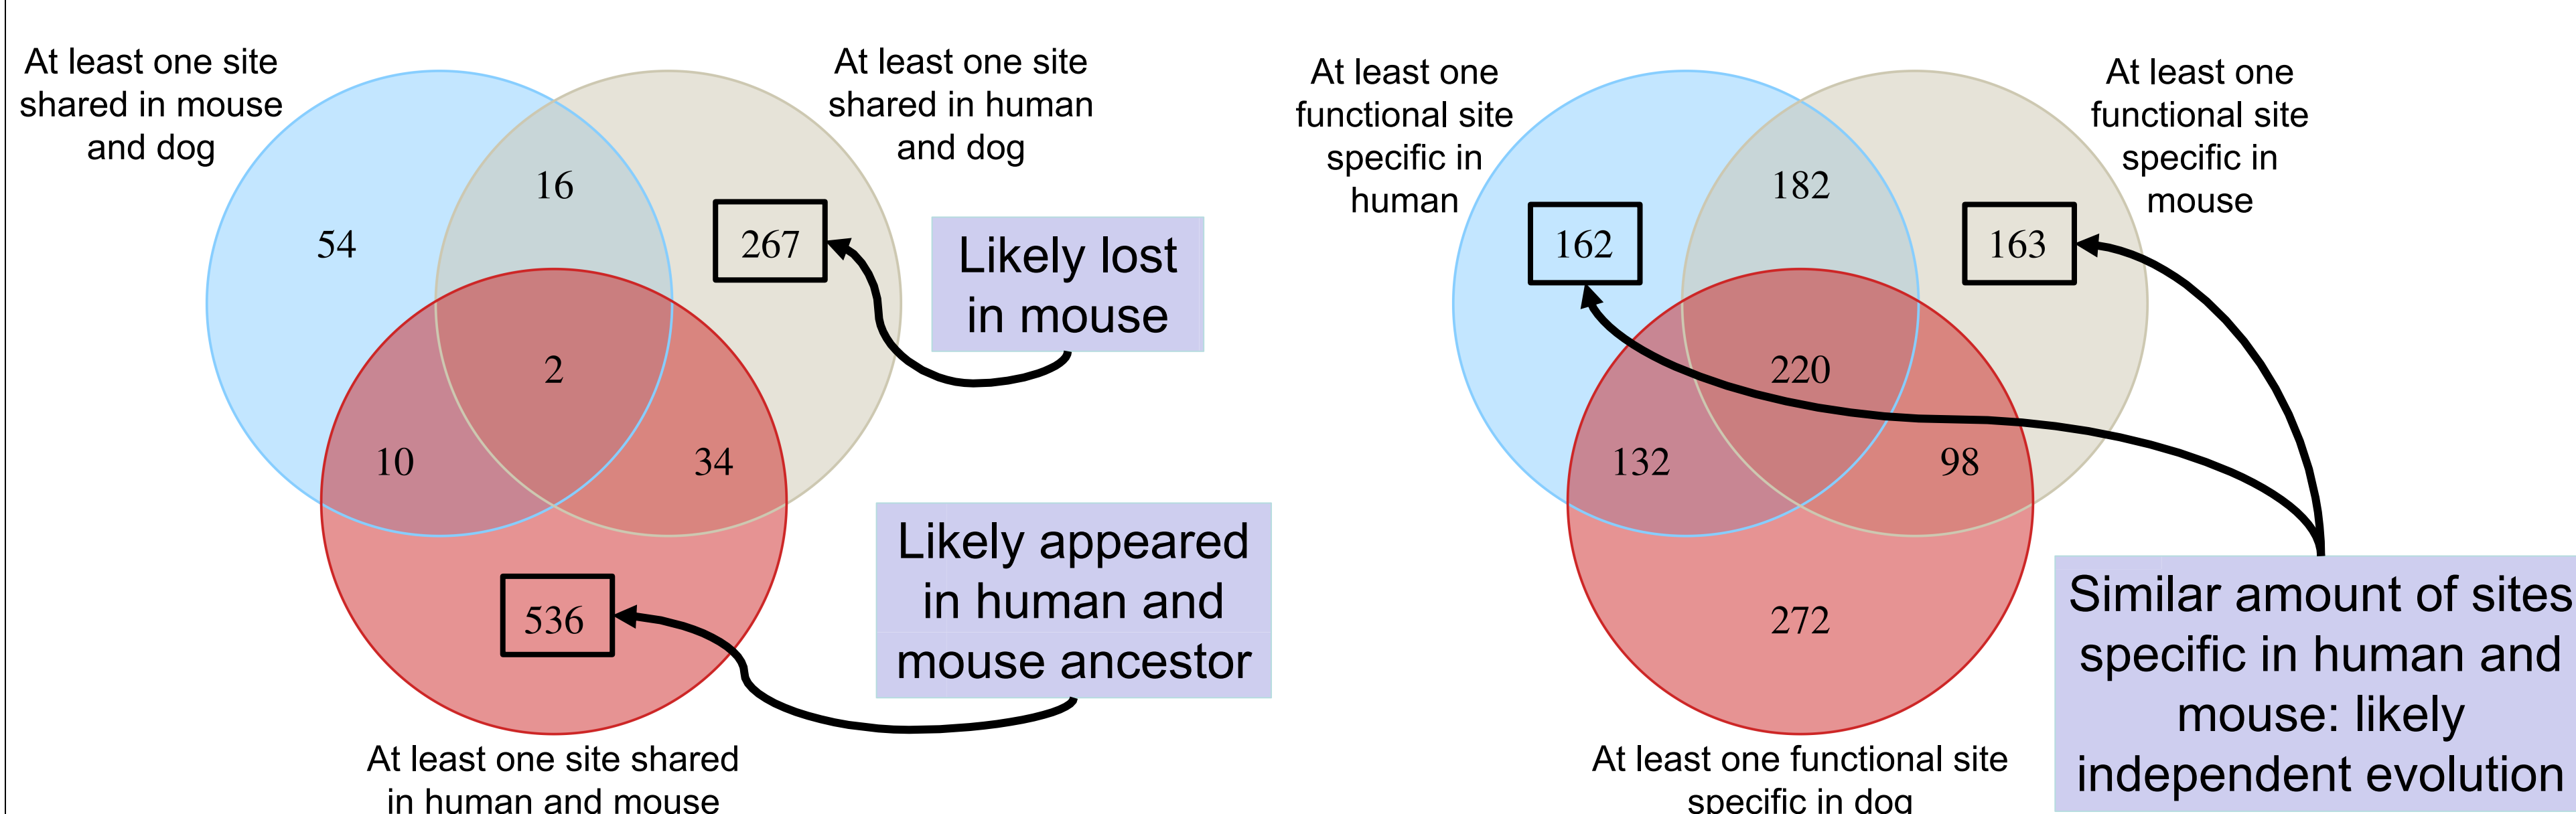 At least one site
shared in mouse
and dog
At least one site
shared in human
and dog
16
54
267
2
10
34
536
Likely lost
in mouse
Likely appeared
in human and
mouse ancestor
At least one site shared
in human and mouse
At least one
functional site
specific in
human
At least one
functional site
specific in
mouse
182
162
163
220
132
98
272
Similar amount of sites
specific in human and
mouse: likely
independent evolution
At least one functional site
specific in dog